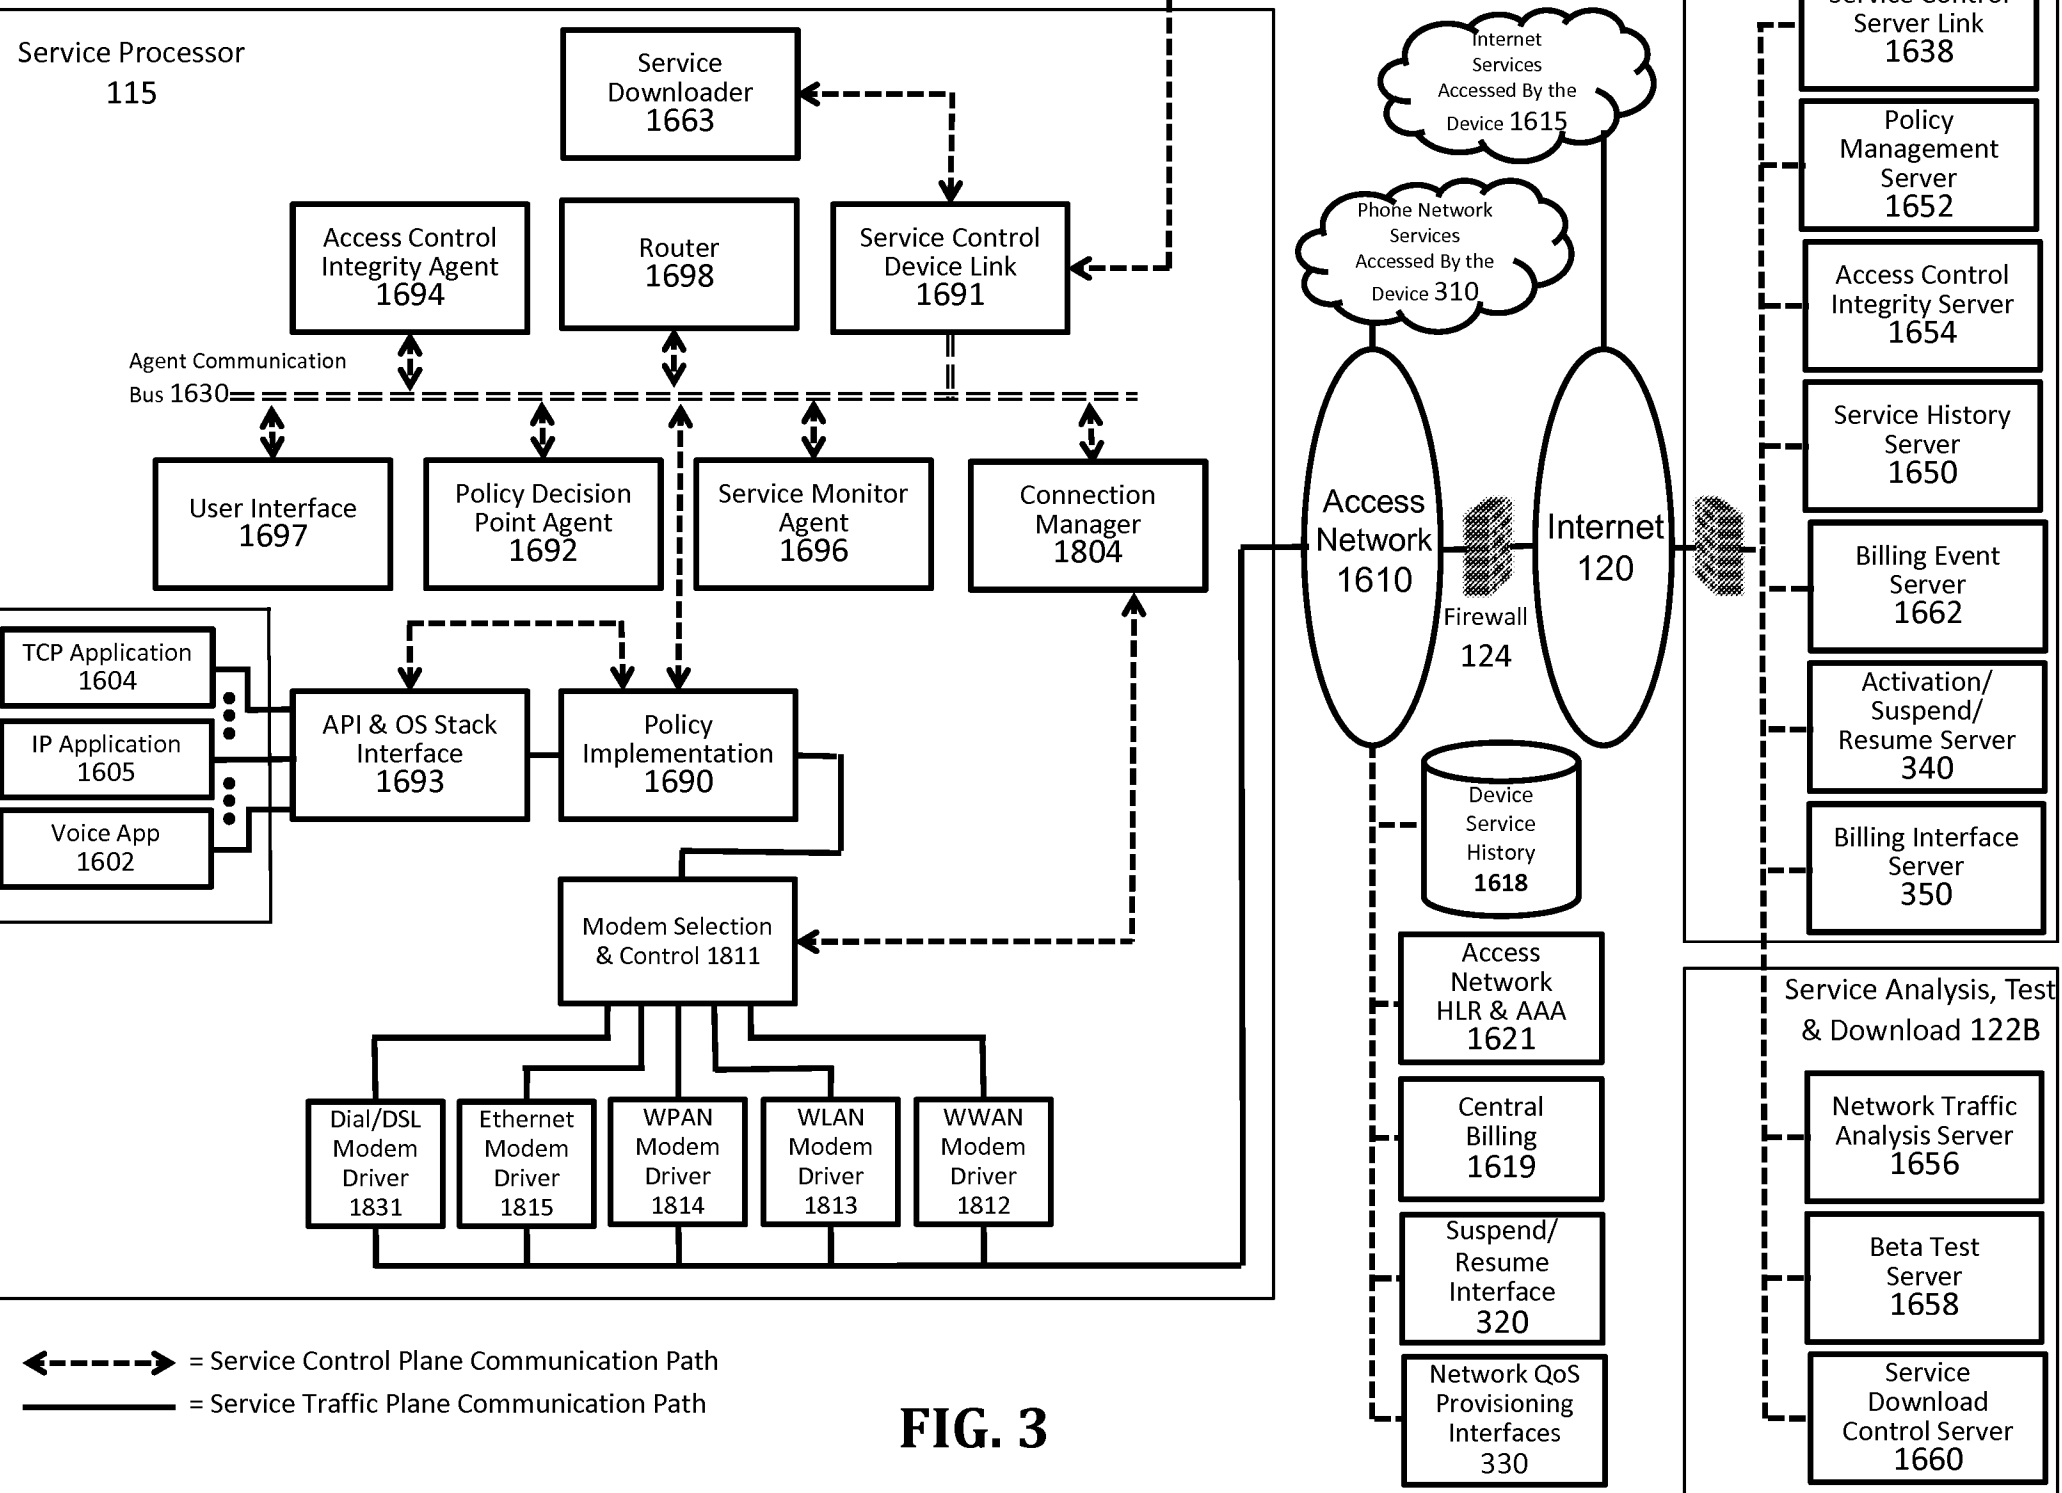 Service Processor
115
Service
Downloader
1663
Access Control
Integrity Agent
1694
Router
1698
Service Control
Device Link
1691
Agent Communication
Bus 1630
User Interface
1697
Policy Decision
Point Agent
1692
Service Monitor
Agent
1696
Connection
Manager
1804
TCP Application
1604
IP Application
1605
Voice App
1602
API & OS Stack
Interface
1693
Policy
Implementation
1690
Modem Selection
& Control 1811
Dial/DSL
Modem
Driver
1831
Ethernet
Modem
Driver
1815
WPAN
Modem
Driver
1814
WLAN
Modem
Driver
1813
WWAN
Modem
Driver
1812
Internet
Services
Accessed By the
Device 1615
Phone Network
Services
Accessed By the
Device 310
Access
Network
1610
Firewall
124
Internet
120
Device
Service
History
1618
Access
Network
HLR & AAA
1621
Central
Billing
1619
Suspend/
Resume
Interface
320
Network QoS
Provisioning
Interfaces
330
Service Control
Server Link
1638
Policy
Management
Server
1652
Access Control
Integrity Server
1654
Service History
Server
1650
Billing Event
Server
1662
Activation/
Suspend/
Resume Server
340
Billing Interface
Server
350
Service Analysis, Test
& Download 122B
Network Traffic
Analysis Server
1656
Beta Test
Server
1658
Service
Download
Control Server
1660
= Service Control Plane Communication Path
= Service Traffic Plane Communication Path
FIG. 3